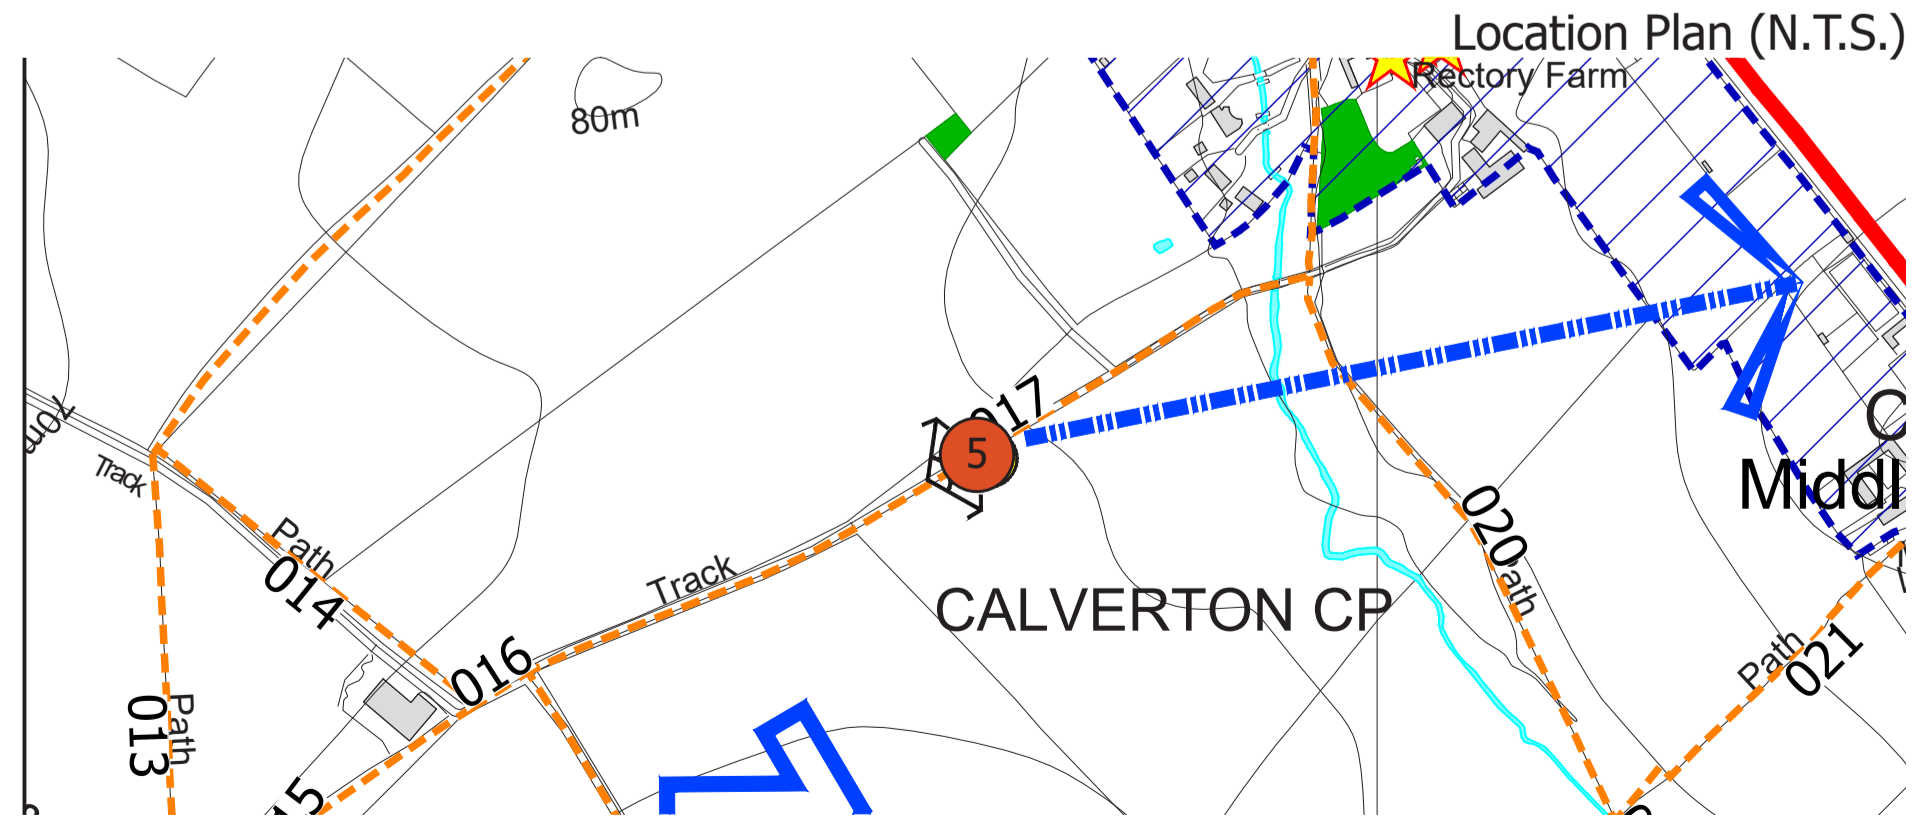 Location Plan (N.T.S.)
Rectory Farm
80m
70m
Track
017
5
Path
014
020
Path
Middl
Track
CALVERTON CP
016
Path
021
Path
013
15